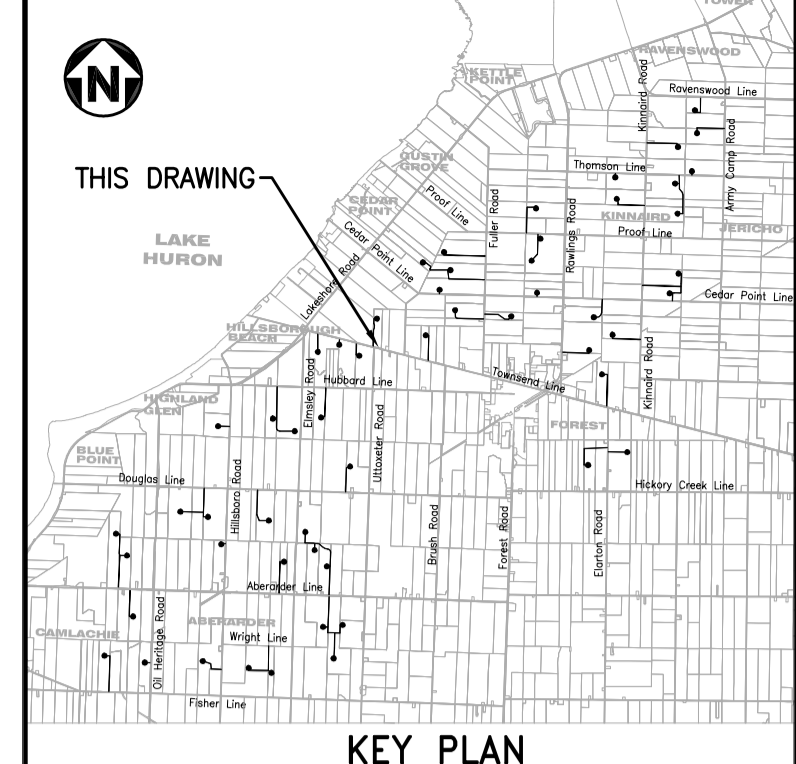 TOWER
RAVENSWOOD
KETTLE
POINT
N
Kinnaird Road
Ravenswood Line
Army Camp Road
THIS DRAWING
Thomson Line
GUSTIN
GROVE
CEDAR
POINT
Proof Line
Fuller Road
Rawlings Road
KINNAIRD
Proof Line
JERICHO
LAKE
HURON
Cedar Point Line
Lakeshore Road
Cedar Point Line
HILLSBOROUGH
BEACH
Elmsley Road
Hubbard Line
Townsend Line
Kinnaird Road
HIGHLAND
GLEN
Uttoxeter Road
FOREST
BLUE
POINT
Douglas Line
Hillsboro Road
Hickory Creek Line
Brush Road
Forest Road
Elarton Road
Aberarder Line
Oil Heritage Road
ABERARDER
CAMLACHIE
Wright Line
Fisher Line
KEY PLAN